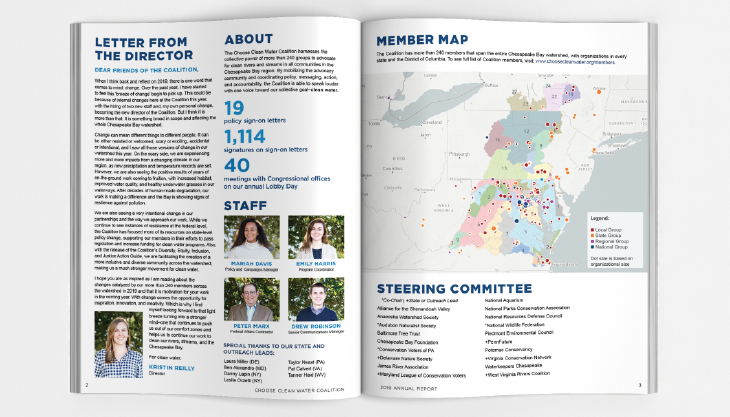 LETTER FROM
THE DIRECTOR
DEAR FRIENDS OF THE COALITION,
When I think back and reflect on 2019, there is one word that
comes to mind: change. Over the past year, I have started
to feel this 'breeze of change' begin to pick up. This could be
because of internal changes here at the Coalition this year,
with the hiring of two new staff and, my own personal change,
becoming the new director of the Coalition. But I think it is
more than that. It is something broad in scope and affecting the
whole Chesapeake Bay watershed.
Change can mean different things to different people. It can
be either resisted or welcomed, scary or exciting, accidental
or intentional, and I saw all these versions of change in our
watershed this year. On the scary side, we are experiencing
more and more impacts from a changing climate in our
region, as new precipitation and temperature records are set.
However, we are also seeing the positive results of years of
on-the-ground work coming to fruition, with increased habitat,
improved water quality, and healthy underwater grasses in our
waterways. After decades of human-made degradation, our
work is making a difference and the Bay is showing signs of
resilience against pollution.
We are also seeing a very intentional change in our
partnerships and the way we approach our work. While we
continue to see instances of resistance at the federal level,
the Coalition has focused more of its resources on state-level
policy change, supporting our members in their efforts to pass
legislation and increase funding for clean water programs. Also,
with the release of the Coalition's Diversity, Equity, Inclusion,
and Justice Action Guide, we are facilitating the creation of a
more inclusive and diverse community across the watershed,
making us a much stronger movement for clean water.
I hope you are as inspired as I am reading about the
changes catalyzed by our more than 240 members across
the watershed in 2019 and that it is motivation for your work
in the coming year. With change comes the opportunity for
inspiration, innovation, and creativity. Which is why I find
myself leaning forward to that light
breeze turning into a stronger
wind-one that continues to push
us out of our comfort zones and
helps us to continue our work to
clean our rivers, streams, and the
Chesapeake Bay.
For clean water,
KRISTIN REILLY
Director
2
ABOUT
The Choose Clean Water Coalition harnesses the
collective power of more than 240 groups to advocate
for clean rivers and streams in all communities in the
Chesapeake Bay region. By mobilizing the advocacy
community and coordinating policy, messaging, action,
and accountability, the Coalition is able to speak louder
with one voice toward our collective goal-clean water.
19
policy sign-on letters
1,114
signatures on sign-on letters
40
meetings with Congressional offices
on our annual Lobby Day
STAFF
MARIAH DAVIS
Policy and Campaigns Manager
EMILY HARRIS
Program Coordinator
PETER MARX
Federal Affairs Contractor
DREW ROBINSON
Senior Communications Manager
SPECIAL THANKS TO OUR STATE AND
OUTREACH LEADS:
Laura Miller (DE)
Ben Alexandro (MD)
Danny Lapin (NY)
Leslie Orzetti (NY)
Taylor Nezat (PA)
Pat Calvert (VA)
Tanner Haid (WV)
CHOOSE CLEAN WATER COALITION
MEMBER MAP
The Coalition has more than 240 members that span the entire Chesapeake Bay watershed, with organizations in every
state and the District of Columbia. To see full list of Coalition members, visit: www.choosecleanwater.org/members.
Pittsburgh
Legend:
Local Group
State Group
Regional Group
National Group
Dot size is based on
organizational size
STEERING COMMITTEE
*Co-Chair | +State or Outreach Lead
Alliance for the Shenandoah Valley
Anacostia Watershed Society
*Audubon Naturalist Society
Baltimore Tree Trust
Chesapeake Bay Foundation
*Conservation Voters of PA
+Delaware Nature Society
James River Association
+Maryland League of Conservation Voters
National Aquarium
National Parks Conservation Association
National Resources Defense Council
*National Wildlife Federation
Piedmont Environmental Council
+PennFuture
Potomac Conservancy
+Virginia Conservation Network
Waterkeepers Chesapeake
+West Virginia Rivers Coalition
2019 ANNUAL REPORT
3